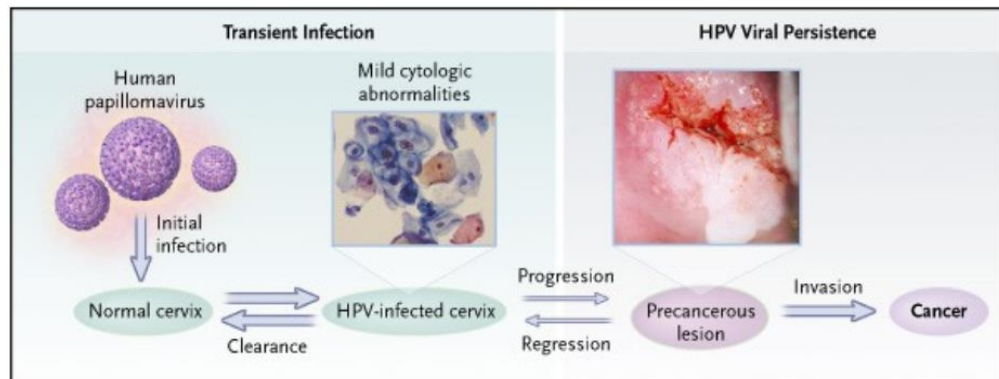 Transient Infection
HPV Viral Persistence
Human
papillomavirus
Mild cytologic
abnormalities
Initial
infection
Normal cervix
Clearance
HPV-infected cervix
Progression
Regression
Precancerous
lesion
Invasion
Cancer